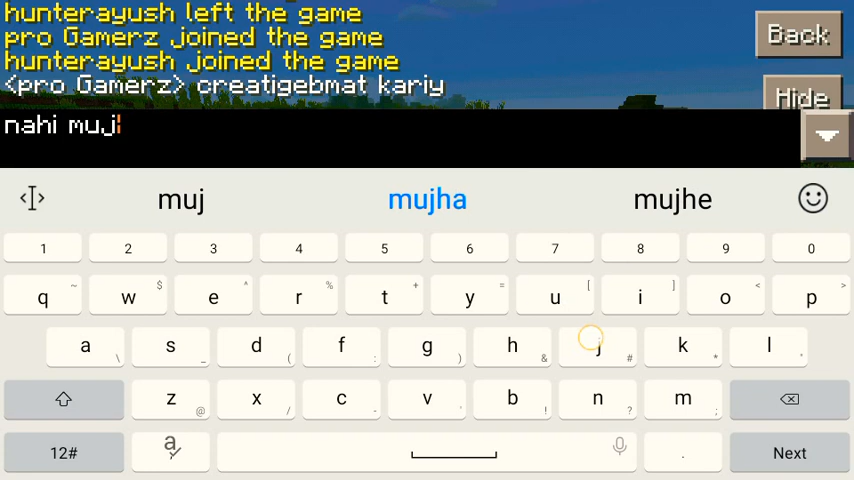 hunterayush left the game
pro Gamerz joined the game
hunterayush joined the game
<pro Gamerz> creatigebmat kariy
Back
Hide
nahi muj
muj mujha mujhe
1 2 3 4 5 6 7 8 9 0
q ~ w $ e ^ r % t + y = u [ i ] o < p >
a \ s _ d ( f : g ) h & j # k * l
z @ x / c - v ' b ! n ? m ;
12# a , . Next